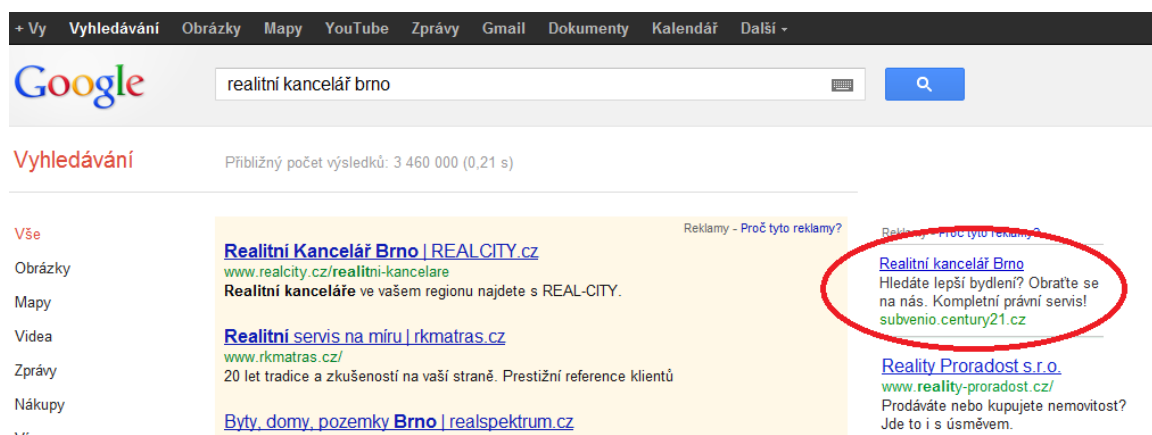 + Vy Vyhledávání Obrázky Mapy YouTube Zprávy Gmail Dokumenty Kalendář Další
Google
realitní kancelář brno
Vyhledávání
Přibližný počet výsledků: 3 460 000 (0,21 s)
Vše
Obrázky
Mapy
Videa
Zprávy
Nákupy
Reklamy - Proč tyto reklamy?
Realitní Kancelář Brno | REALCITY.cz
www.realcity.cz/realitni-kancelare
Realitní kanceláře ve vašem regionu najdete s REAL-CITY.
Realitní servis na míru | rkmatras.cz
www.rkmatras.cz/
20 let tradice a zkušeností na vaší straně. Prestižní reference klientů
Byty, domy, pozemky Brno | realspektrum.cz
Reklamy - Proč tyto reklamy?
Realitní kancelář Brno
Hledáte lepší bydlení? Obraťte se
na nás. Kompletní právní servis!
subvenio.century21.cz
Reality Proradost s.r.o.
www.reality-proradost.cz/
Prodáváte nebo kupujete nemovitost?
Jde to i s úsměvem.